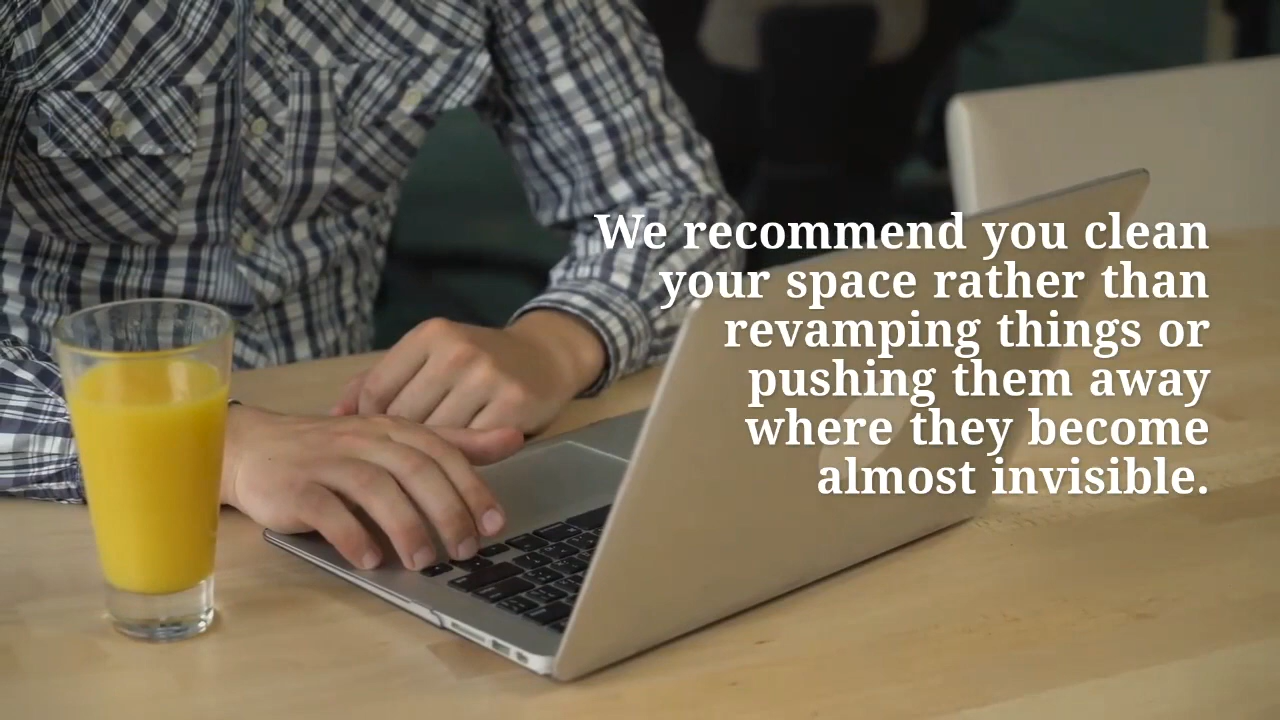 We recommend you clean
your space rather than
revamping things or
pushing them away
where they become
almost invisible.